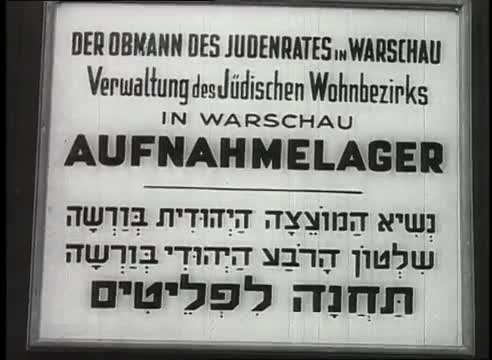 DER OBMANN DES JUDENRATES IN WARSCHAU
Verwaltung des Jüdischen Wohnbezirks
IN WARSCHAU
AUFNAHMELAGER
נְשִׂיא הַמוֹעֵצָה הַיְהוּדִית בְּוַרְשָׁה
שִׁלְטוֹן הָרֹבַע הַיְהוּדִי בְּוַרְשָׁה
תַּחֲנָה לִפְלֵיטִים